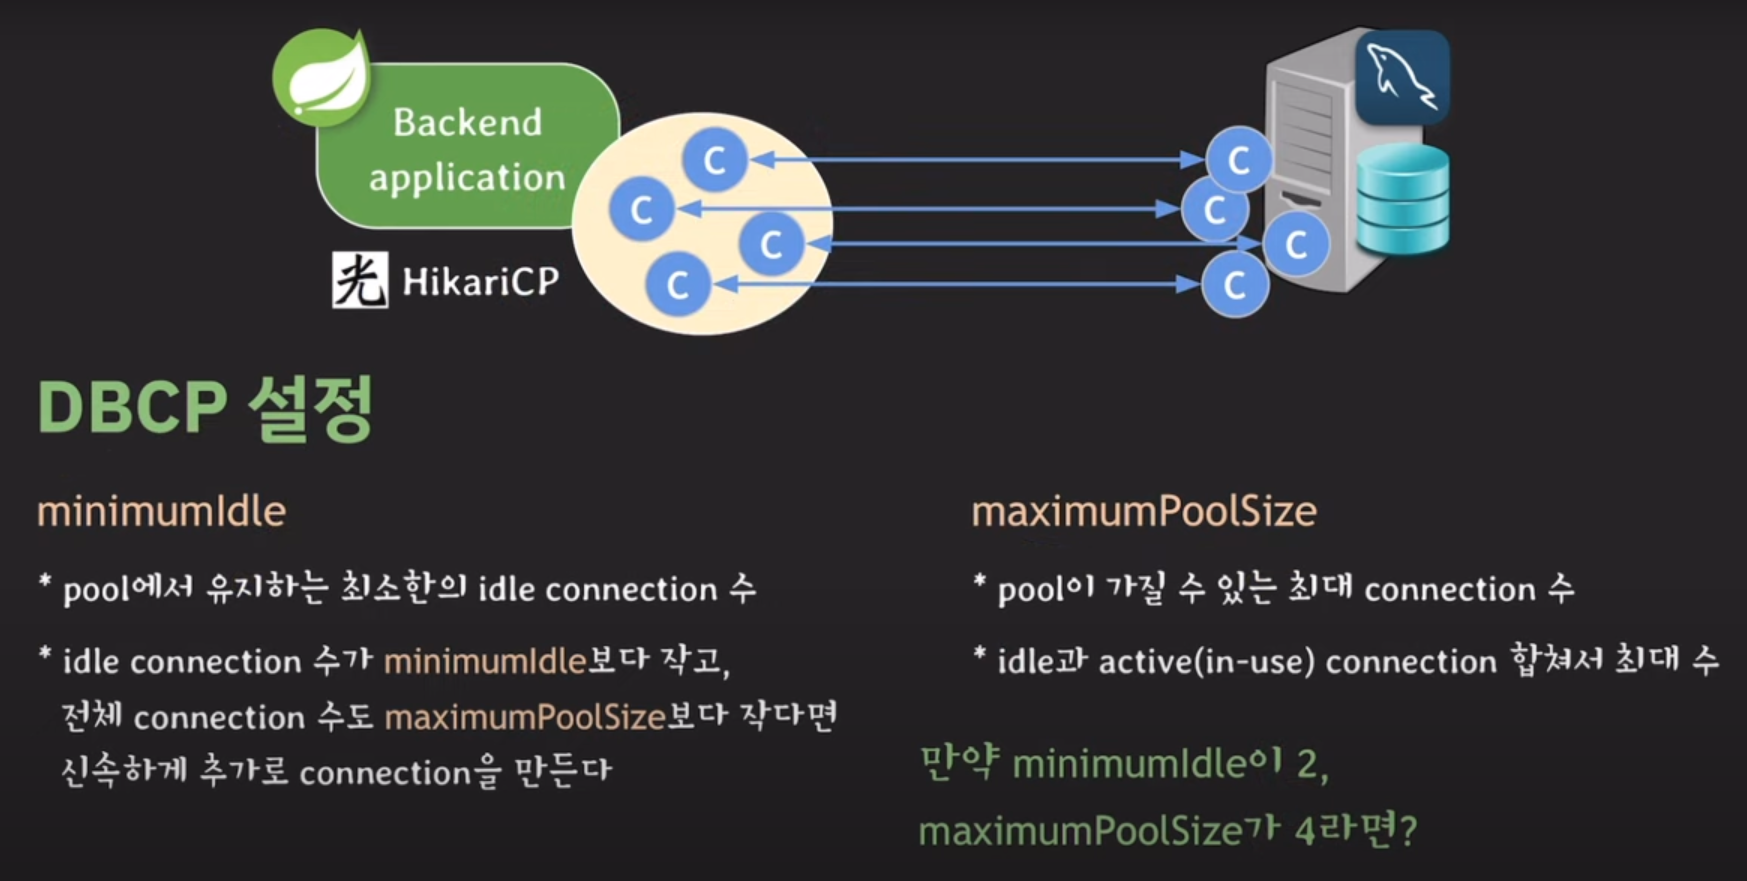 Backend
application
C
C
C
C
C
C
C
C
光 HikariCP
DBCP 설정
minimumIdle
* pool에서 유지하는 최소한의 idle connection 수
* idle connection 수가 minimumIdle보다 작고,
전체 connection 수도 maximumPoolSize보다 작다면
신속하게 추가로 connection을 만든다
maximumPoolSize
* pool이 가질 수 있는 최대 connection 수
* idle과 active(in-use) connection 합쳐서 최대 수
만약 minimumIdle이 2,
maximumPoolSize가 4라면?